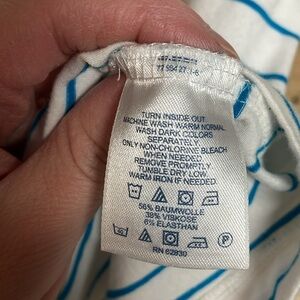 TURN INSIDE OUT
MACHINE WASH WARM NORMAL
WASH DARK COLORS
SEPARATELY
ONLY NON-CHLORINE BLEACH
WHEN NEEDED
REMOVE PROMPTLY
TUMBLE DRY LOW
WARM IRON IF NEEDED
56% BAUMWOLLE
38% VISKOSE
6% ELASTHAN
RN 62830
P